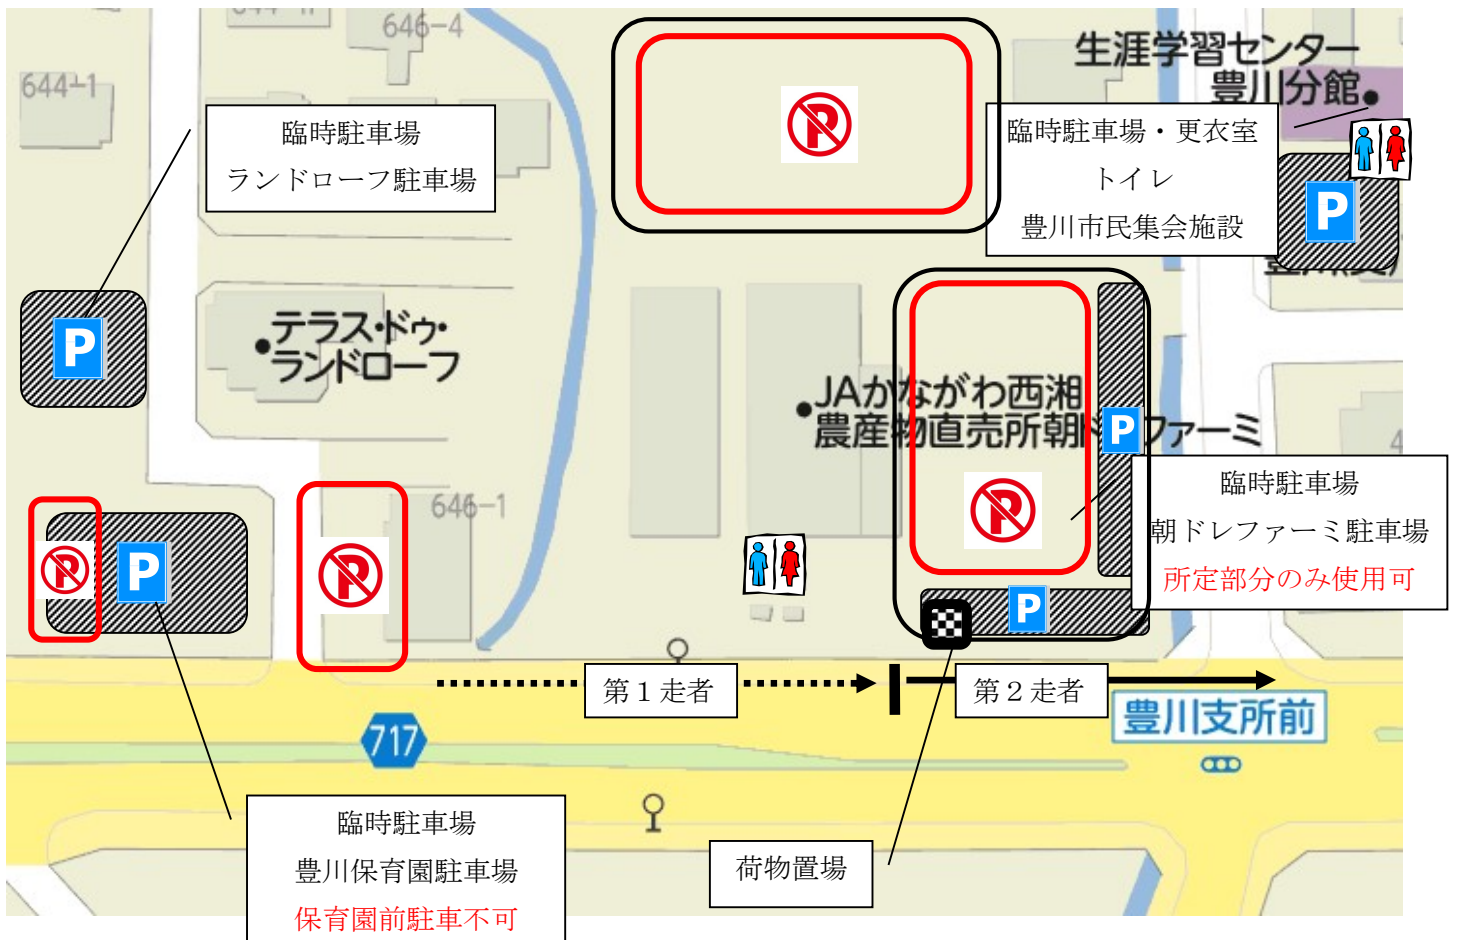 646-4
生涯学習センター
豊川分館
644-1
臨時駐車場
ランドローフ駐車場
臨時駐車場・更衣室
トイレ
豊川市民集会施設
P
P
テラス・ドゥ・
ランドローフ
JAかながわ西湘
農産物直売所朝ド
ファーミ
P
4
臨時駐車場
朝ドレファーミ駐車場
所定部分のみ使用可
646-1
P
P
第1走者
第2走者
豊川支所前
717
臨時駐車場
豊川保育園駐車場
保育園前駐車不可
荷物置場